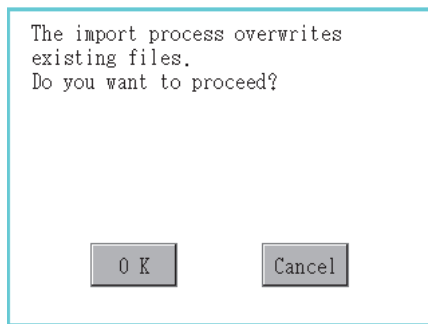 The import process overwrites
existing files.
Do you want to proceed?
O K
Cancel